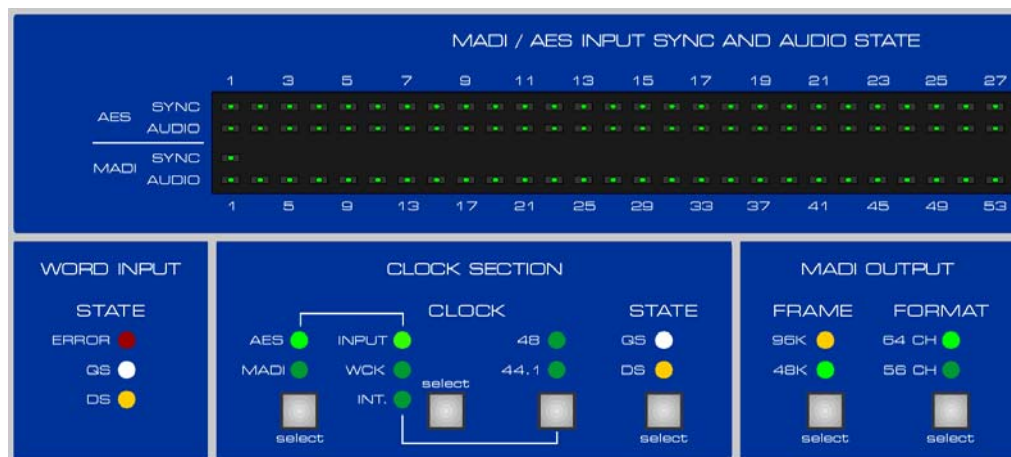 MADI / AES INPUT SYNC AND AUDIO STATE
1 3 5 7 9 11 13 15 17 19 21 23 25 27
AES SYNC
AUDIO
MADI SYNC
AUDIO
1 5 9 13 17 21 25 29 33 37 41 45 49 53
WORD INPUT
STATE
ERROR
QS
DS
CLOCK SECTION
CLOCK STATE
AES INPUT 48 QS
MADI WCK 44.1 DS
INT.
select
select select
MADI OUTPUT
FRAME FORMAT
96K 64 CH
48K 56 CH
select select